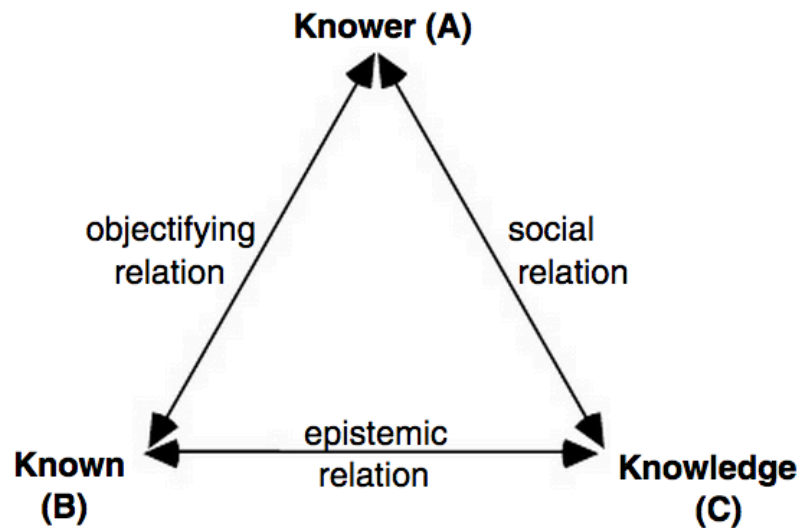 Knower (A)
objectifying
relation
social
relation
epistemic
relation
Known
(B)
Knowledge
(C)